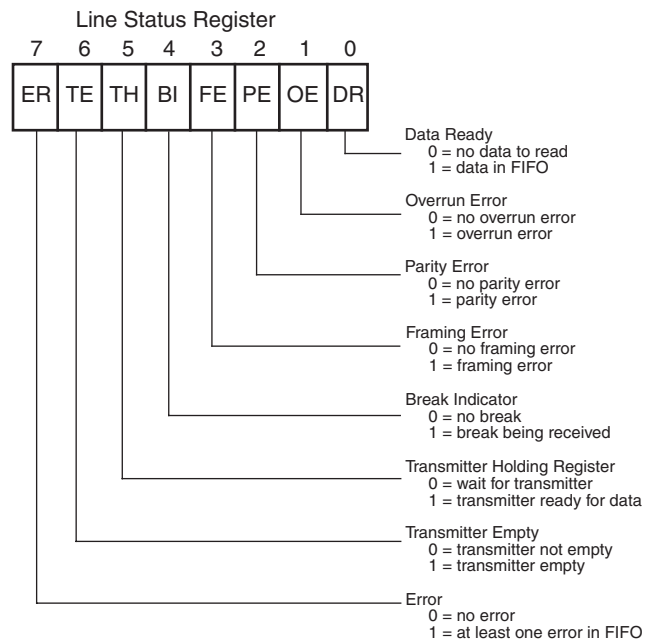 Line Status Register
7 6 5 4 3 2 1 0
ER TE TH BI FE PE OE DR
Data Ready
0 = no data to read
1 = data in FIFO
Overrun Error
0 = no overrun error
1 = overrun error
Parity Error
0 = no parity error
1 = parity error
Framing Error
0 = no framing error
1 = framing error
Break Indicator
0 = no break
1 = break being received
Transmitter Holding Register
0 = wait for transmitter
1 = transmitter ready for data
Transmitter Empty
0 = transmitter not empty
1 = transmitter empty
Error
0 = no error
1 = at least one error in FIFO